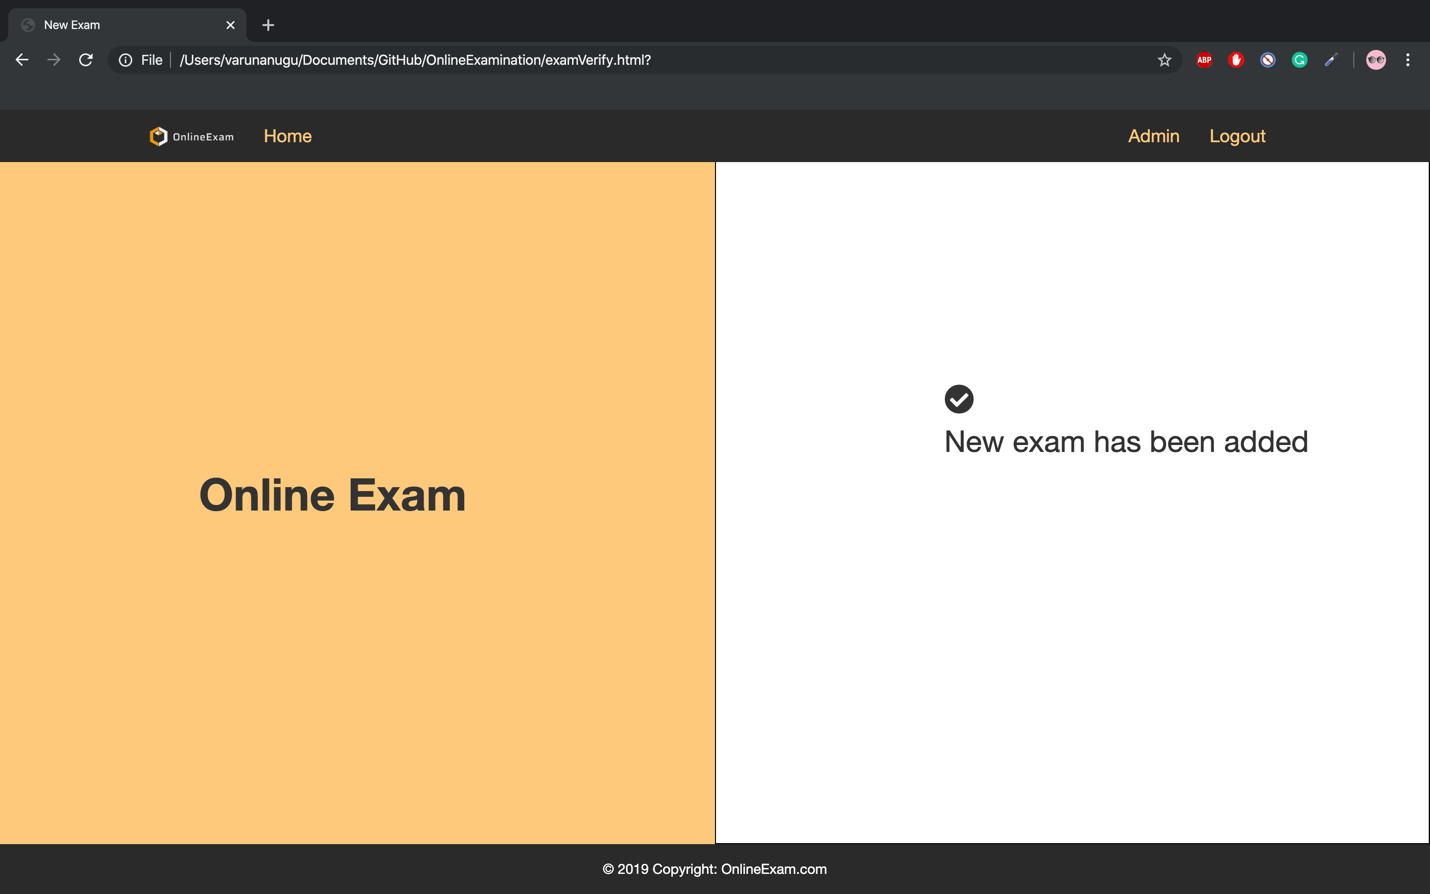 New Exam
File /Users/varunanugu/Documents/GitHub/OnlineExamination/examVerify.html?
ABP
OnlineExam Home Admin Logout
Online Exam
New exam has been added
© 2019 Copyright: OnlineExam.com